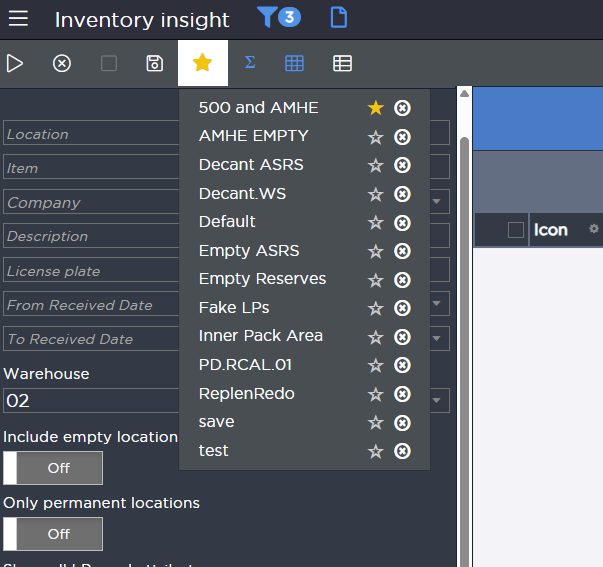 Inventory insight
3
Σ
500 and AMHE
AMHE EMPTY
Decant ASRS
Decant.WS
Default
Empty ASRS
Empty Reserves
Fake LPs
Inner Pack Area
PD.RCAL.01
ReplenRedo
save
test
Location
Item
Company
Description
License plate
From Received Date
To Received Date
Warehouse
02
Include empty location
Off
Only permanent locations
Off
Icon